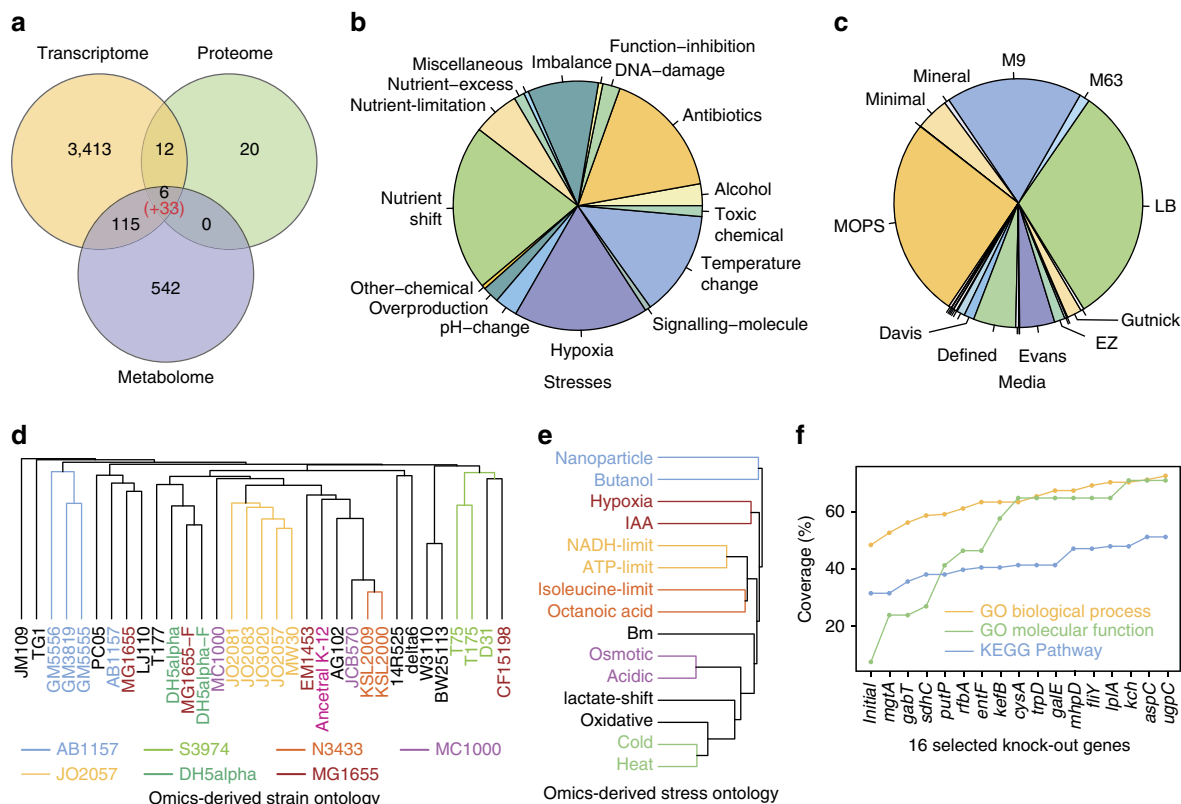 a
Transcriptome
Proteome
3,413
12
20
6
(+33)
115
0
542
Metabolome
b
Function−inhibition
Miscellaneous
Imbalance
DNA−damage
Nutrient−excess
Nutrient-limitation
Antibiotics
Nutrient
shift
Alcohol
Toxic
chemical
Temperature
change
Other−chemical
Overproduction
pH−change
Signalling−molecule
Hypoxia
Stresses
c
M9
Mineral
M63
Minimal
MOPS
LB
Davis
Gutnick
EZ
Defined
Evans
Media
d
JM109
TG1
GM5556
GM3819
GM5555
PC05
AB1157
MG1655
LJ110
T177
DH5alpha
MG1655−F
DH5alpha−F
MC1000
JO2081
JO2083
JO3020
JO2057
MW30
EM1453
Ancetral K-12
AG102
JCB570
KSL2009
KSL2000
14R525
delta6
W3110
BW25113
T75
T175
D31
CF15198
AB1157
S3974
N3433
MC1000
JO2057
DH5alpha
MG1655
Omics-derived strain ontology
e
Nanoparticle
Butanol
Hypoxia
IAA
NADH-limit
ATP-limit
Isoleucine-limit
Octanoic acid
Bm
Osmotic
Acidic
lactate-shift
Oxidative
Cold
Heat
Omics-derived stress ontology
f
Coverage (%)
60
40
20
GO biological process
GO molecular function
KEGG Pathway
Initial
mgtA
gabT
sdhC
putP
rfbA
entF
kefB
cysA
trpD
galE
mhpD
fliY
lplA
kch
aspC
ugpC
16 selected knock-out genes